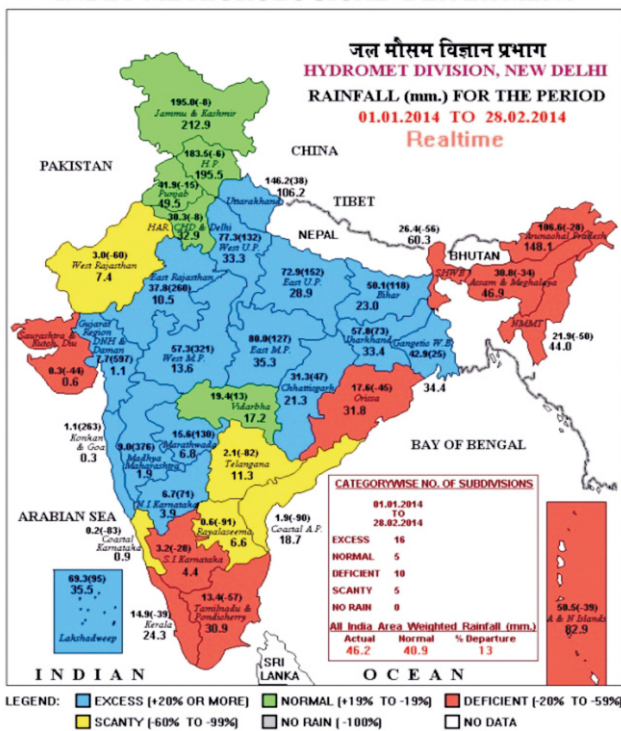 जल मौसम विज्ञान प्रभाग
HYDROMET DIVISION, NEW DELHI
RAINFALL (mm.) FOR THE PERIOD
01.01.2014 TO 28.02.2014
Realtime
195.0(-8)
Jammu & Kashmir
212.9
CHINA
183.5(-6)
H.P
195.5
PAKISTAN
41.9(-15)
Punjab
49.5
146.2(38)
106.2
Uttarakhand
TIBET
30.3(-8)
HAR. CHD & Delhi
32.9
NEPAL
26.4(-56)
60.3
106.6(-28)
Arunachal Pradesh
148.1
BHUTAN
3.0(-60)
West Rajasthan
7.4
77.3(132)
West U.P.
33.3
SHWB
30.8(-34)
Assam & Meghalaya
46.9
East Rajasthan
37.8(260)
10.5
72.9(152)
East U.P.
28.9
50.1(118)
Bihar
23.0
NMMT
21.9(-50)
44.0
Saurashtra &
Kutch, Diu
0.3(-44)
0.6
Gujarat
Region
DNH &
Daman
7.7(597)
1.1
57.3(321)
West M.P.
13.6
80.0(127)
East M.P.
35.3
57.8(73)
Jharkhand
33.4
Gangetic W.B
42.9(25)
34.4
31.3(47)
Chhattisgarh
21.3
17.6(-45)
Orissa
31.8
19.4(13)
Vidarbha
17.2
1.1(263)
Konkan
& Goa
0.3
9.0(376)
Madhya
Maharashtra
1.9
15.6(130)
Marathwada
6.8
2.1(-82)
Telangana
11.3
BAY OF BENGAL
ARABIAN SEA
6.7(71)
N.I.Karnataka
3.9
0.6(-91)
Rayalaseema
6.6
1.9(-90)
Coastal A.P.
18.7
0.2(-83)
Coastal
Karnataka
0.9
3.2(-28)
S.I.Karnataka
4.4
CATEGORYWISE NO. OF SUBDIVISIONS
01.01.2014
TO
28.02.2014
EXCESS 16
NORMAL 5
DEFICIENT 10
SCANTY 5
NO RAIN 0
All India Area Weighted Rainfall (mm.)
Actual Normal % Departure
46.2 40.9 13
69.3(95)
35.5
Lakshadweep
14.9(-39)
Kerala
24.3
13.4(-57)
Tamilnadu &
Pondicherry
30.9
50.5(-39)
A & N Islands
82.9
SRI
LANKA
INDIAN OCEAN
LEGEND: EXCESS (+20% OR MORE) NORMAL (+19% TO -19%) DEFICIENT (-20% TO -59%)
SCANTY (-60% TO -99%) NO RAIN (-100%) NO DATA